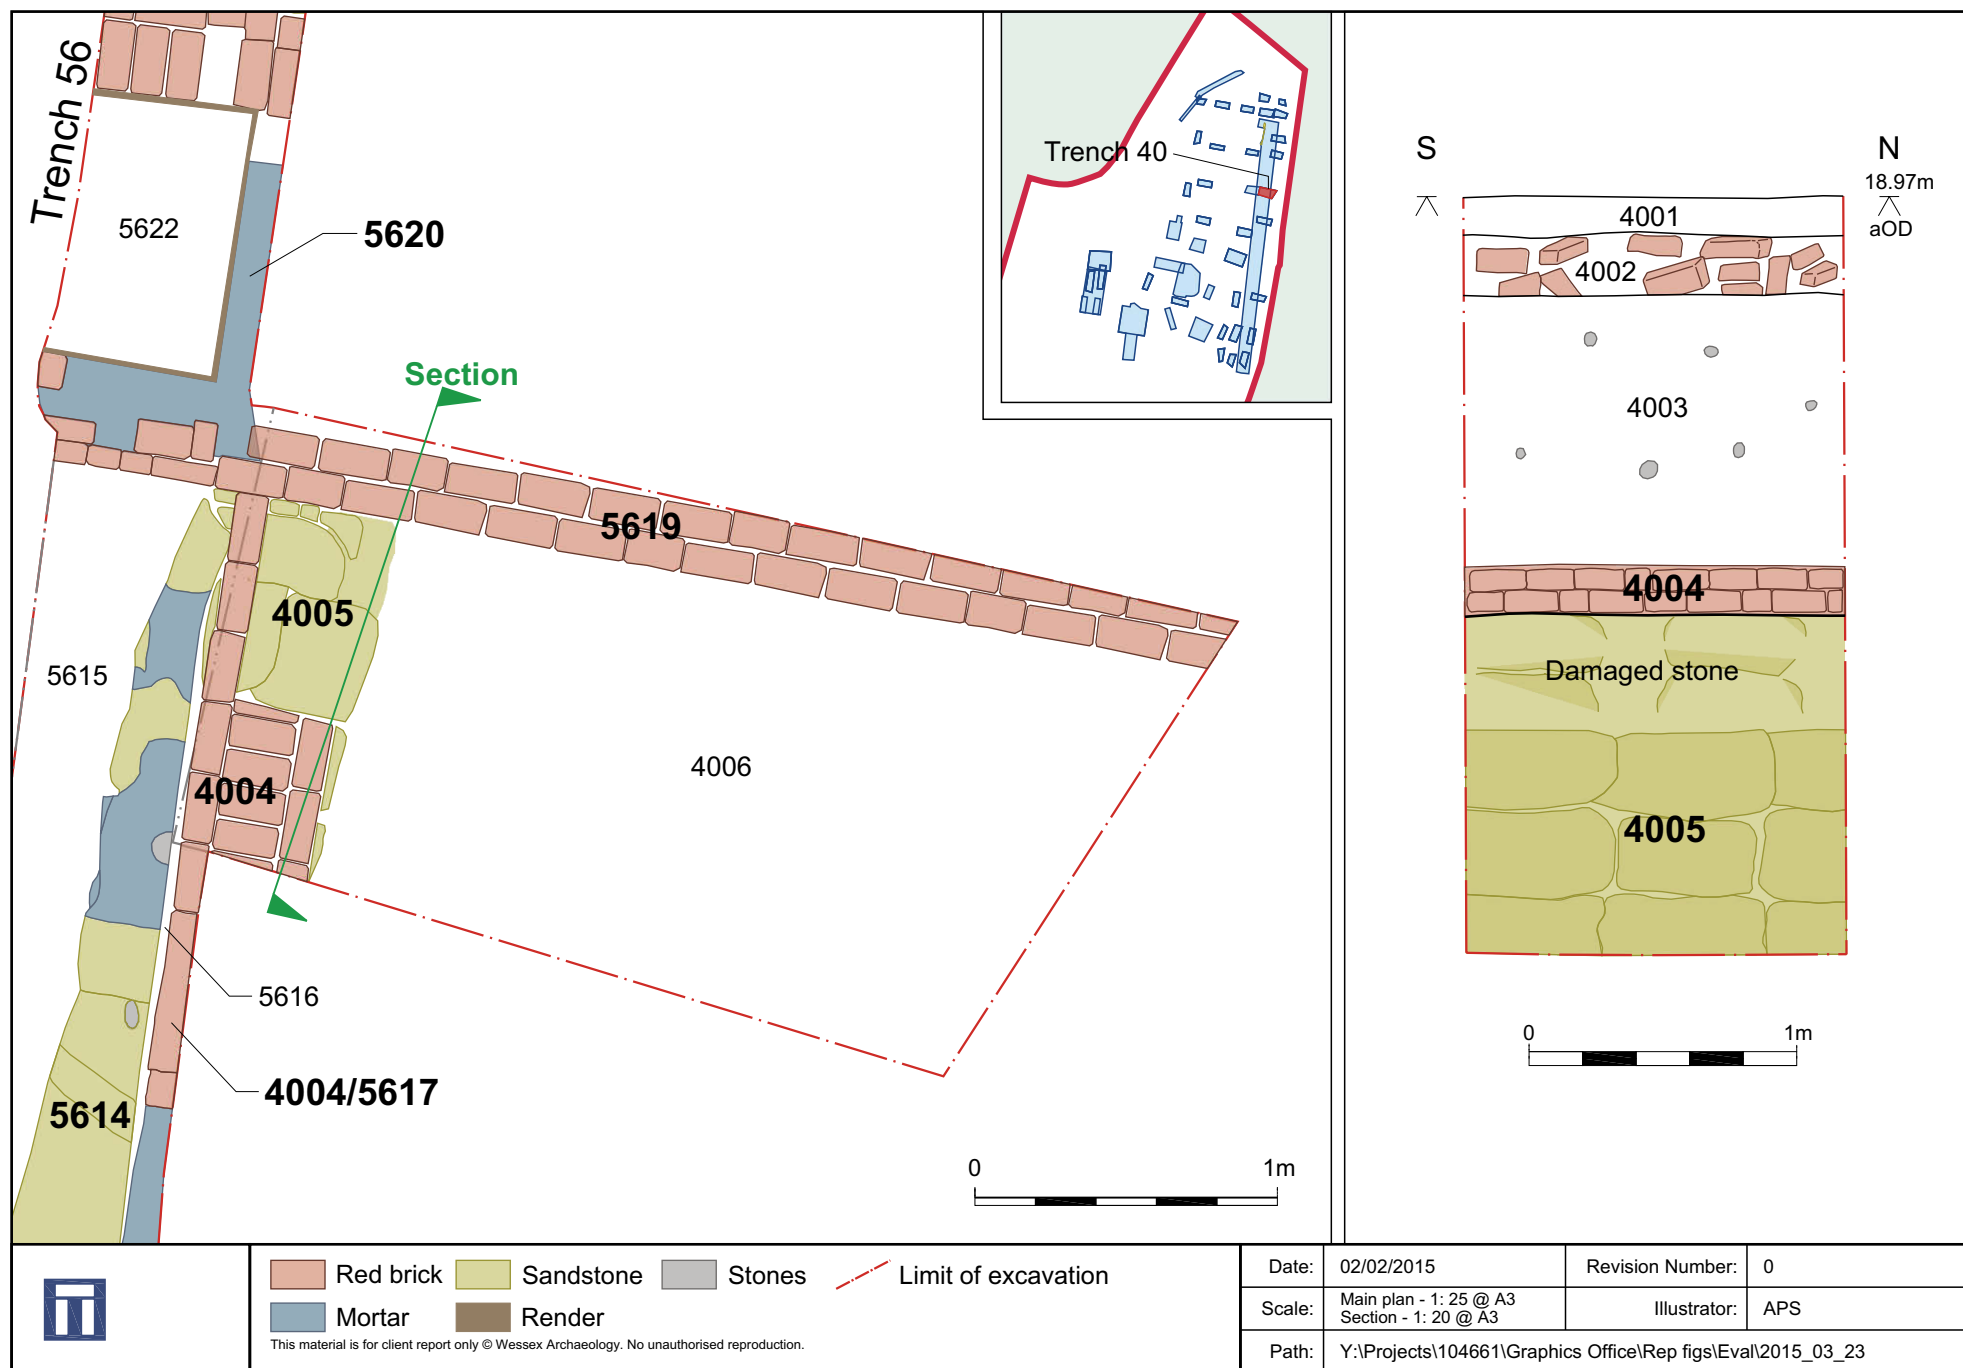 Trench 56
5622
5620
Section
5619
4005
5615
4006
4004
5616
4004/5617
5614
0 1m
Trench 40
S N
18.97m
aOD
4001
4002
4003
4004
Damaged stone
4005
0 1m
Red brick Sandstone Stones Limit of excavation
Mortar Render
This material is for client report only © Wessex Archaeology. No unauthorised reproduction.
Date: 02/02/2015 Revision Number: 0
Scale: Main plan - 1: 25 @ A3
Section - 1: 20 @ A3
Illustrator: APS
Path: Y:\Projects\104661\Graphics Office\Rep figs\Eval\2015_03_23